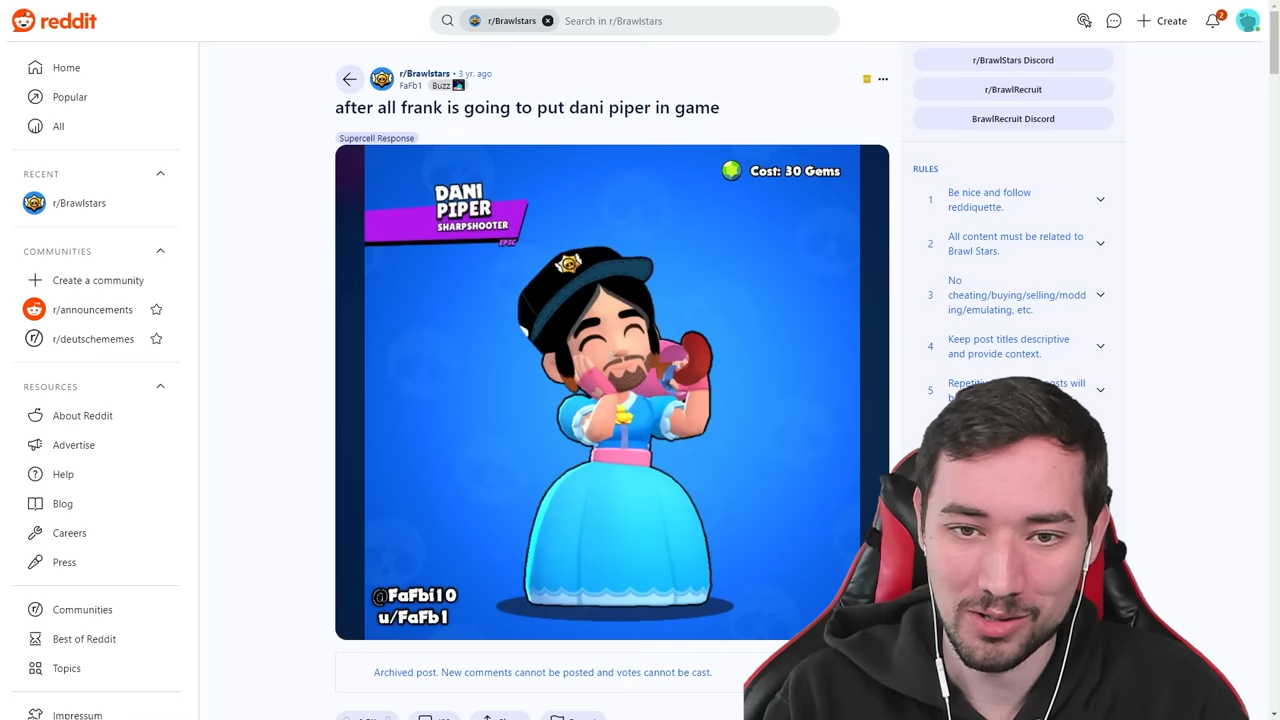 reddit
r/Brawlstars
Search in r/Brawlstars
Create
2
Home
Popular
All
RECENT
r/Brawlstars
COMMUNITIES
Create a community
r/announcements
r/deutschememes
RESOURCES
About Reddit
Advertise
Help
Blog
Careers
Press
Communities
Best of Reddit
Topics
Impressum
r/Brawlstars • 3 yr. ago
FaFb1 Buzz
after all frank is going to put dani piper in game
Supercell Response
Cost: 30 Gems
DANI
PIPER
SHARPSHOOTER
EPIC
@FaFbi10
u/FaFb1
Archived post. New comments cannot be posted and votes cannot be cast.
r/BrawlStars Discord
r/BrawlRecruit
BrawlRecruit Discord
RULES
1 Be nice and follow
reddiquette.
2 All content must be related to
Brawl Stars.
3 No
cheating/buying/selling/modd
ing/emulating, etc.
4 Keep post titles descriptive
and provide context.
5
will